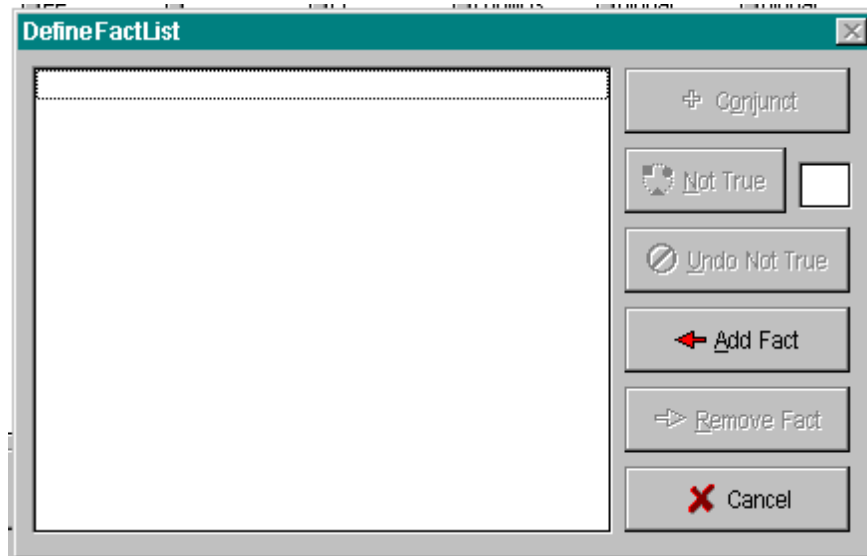 DefineFactList
Conjunct
Not True
Undo Not True
Add Fact
Remove Fact
Cancel